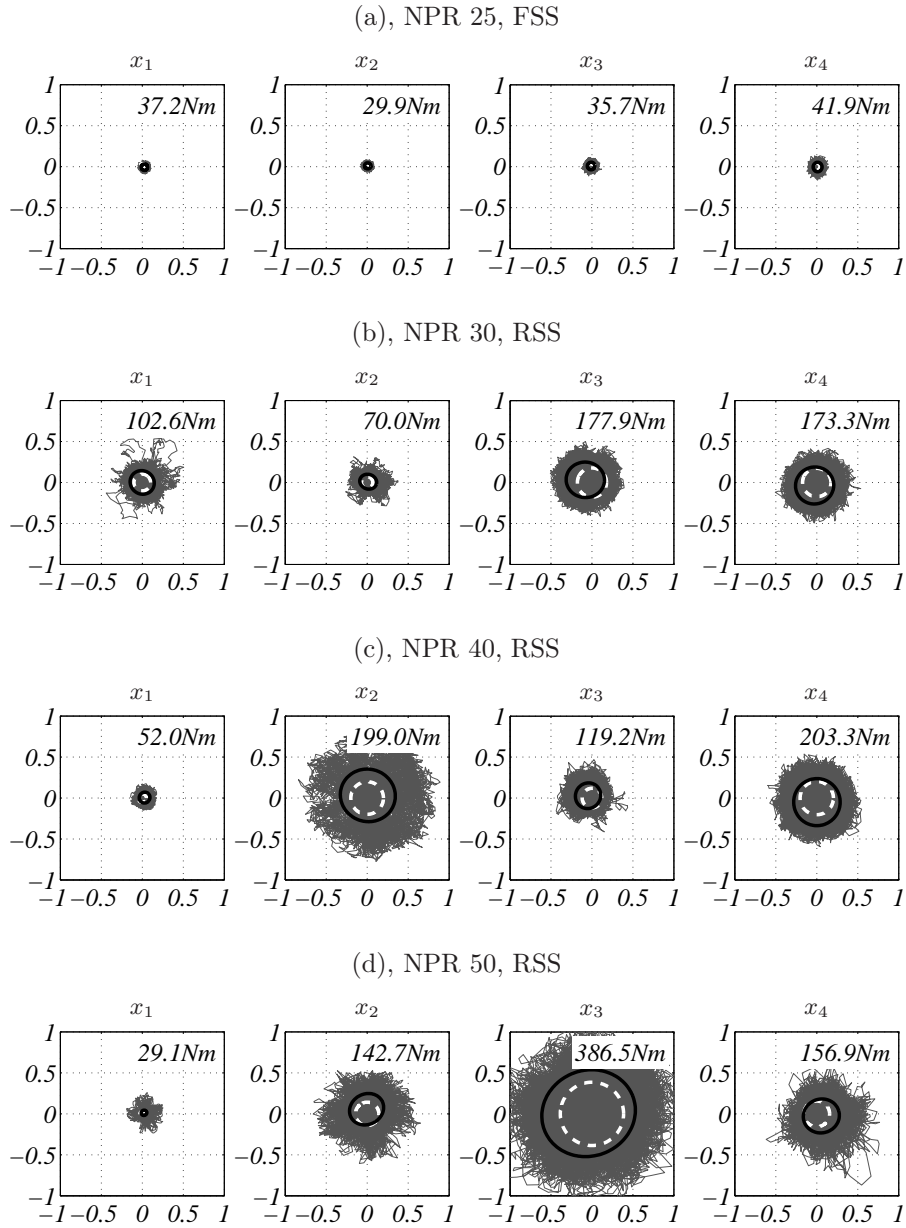 (a), NPR 25, FSS
x1 x2 x3 x4
1 1 1 1
37.2Nm 29.9Nm 35.7Nm 41.9Nm
0.5 0.5 0.5 0.5
0 0 0 0
−0.5 −0.5 −0.5 −0.5
−1 −1 −1 −1
−1 −0.5 0 0.5 1 −1 −0.5 0 0.5 1 −1 −0.5 0 0.5 1 −1 −0.5 0 0.5 1
(b), NPR 30, RSS
x1 x2 x3 x4
1 1 1 1
102.6Nm 70.0Nm 177.9Nm 173.3Nm
0.5 0.5 0.5 0.5
0 0 0 0
−0.5 −0.5 −0.5 −0.5
−1 −1 −1 −1
−1 −0.5 0 0.5 1 −1 −0.5 0 0.5 1 −1 −0.5 0 0.5 1 −1 −0.5 0 0.5 1
(c), NPR 40, RSS
x1 x2 x3 x4
1 1 1 1
52.0Nm 199.0Nm 119.2Nm 203.3Nm
0.5 0.5 0.5 0.5
0 0 0 0
−0.5 −0.5 −0.5 −0.5
−1 −1 −1 −1
−1 −0.5 0 0.5 1 −1 −0.5 0 0.5 1 −1 −0.5 0 0.5 1 −1 −0.5 0 0.5 1
(d), NPR 50, RSS
x1 x2 x3 x4
1 1 1 1
29.1Nm 142.7Nm 386.5Nm 156.9Nm
0.5 0.5 0.5 0.5
0 0 0 0
−0.5 −0.5 −0.5 −0.5
−1 −1 −1 −1
−1 −0.5 0 0.5 1 −1 −0.5 0 0.5 1 −1 −0.5 0 0.5 1 −1 −0.5 0 0.5 1